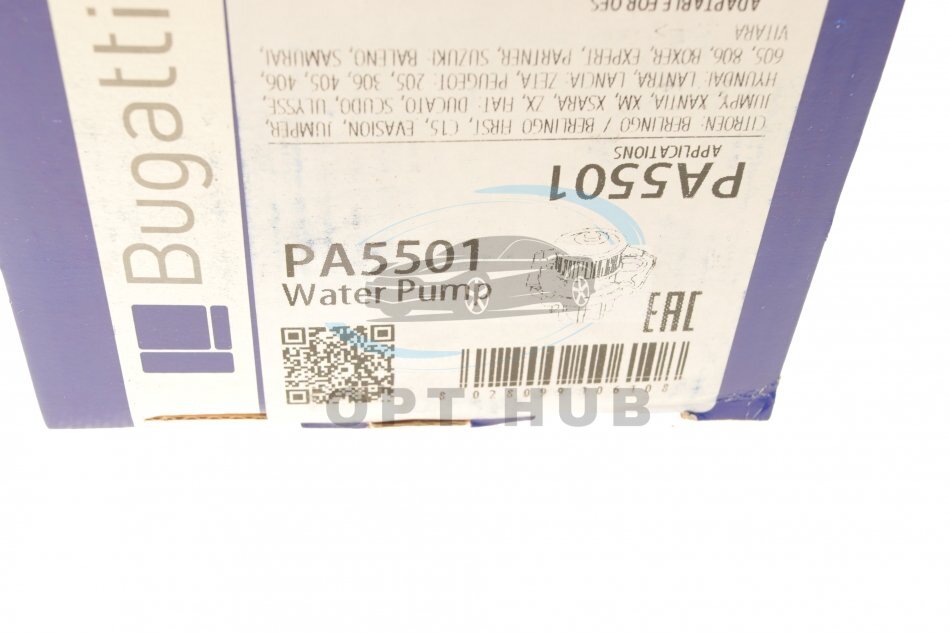 Bugatti
ADAPTABLE FOR OES
PA5501
APPLICATIONS
CITROEN: BERLINGO / BERLINGO FIRST, C15, EVASION, JUMPER,
JUMPY, XANTIA, XM, XSARA, ZX, FIAT: DUCATO, SCUDO, ULYSSE,
HYUNDAI: LANTRA, LANCIA: ZETA, PEUGEOT: 205, 306, 405, 406,
605, 806, BOXER, EXPERT, PARTNER, SUZUKI: BALENO, SAMURAI,
VITARA
PA5501
Water Pump
EAC
OPT HUB